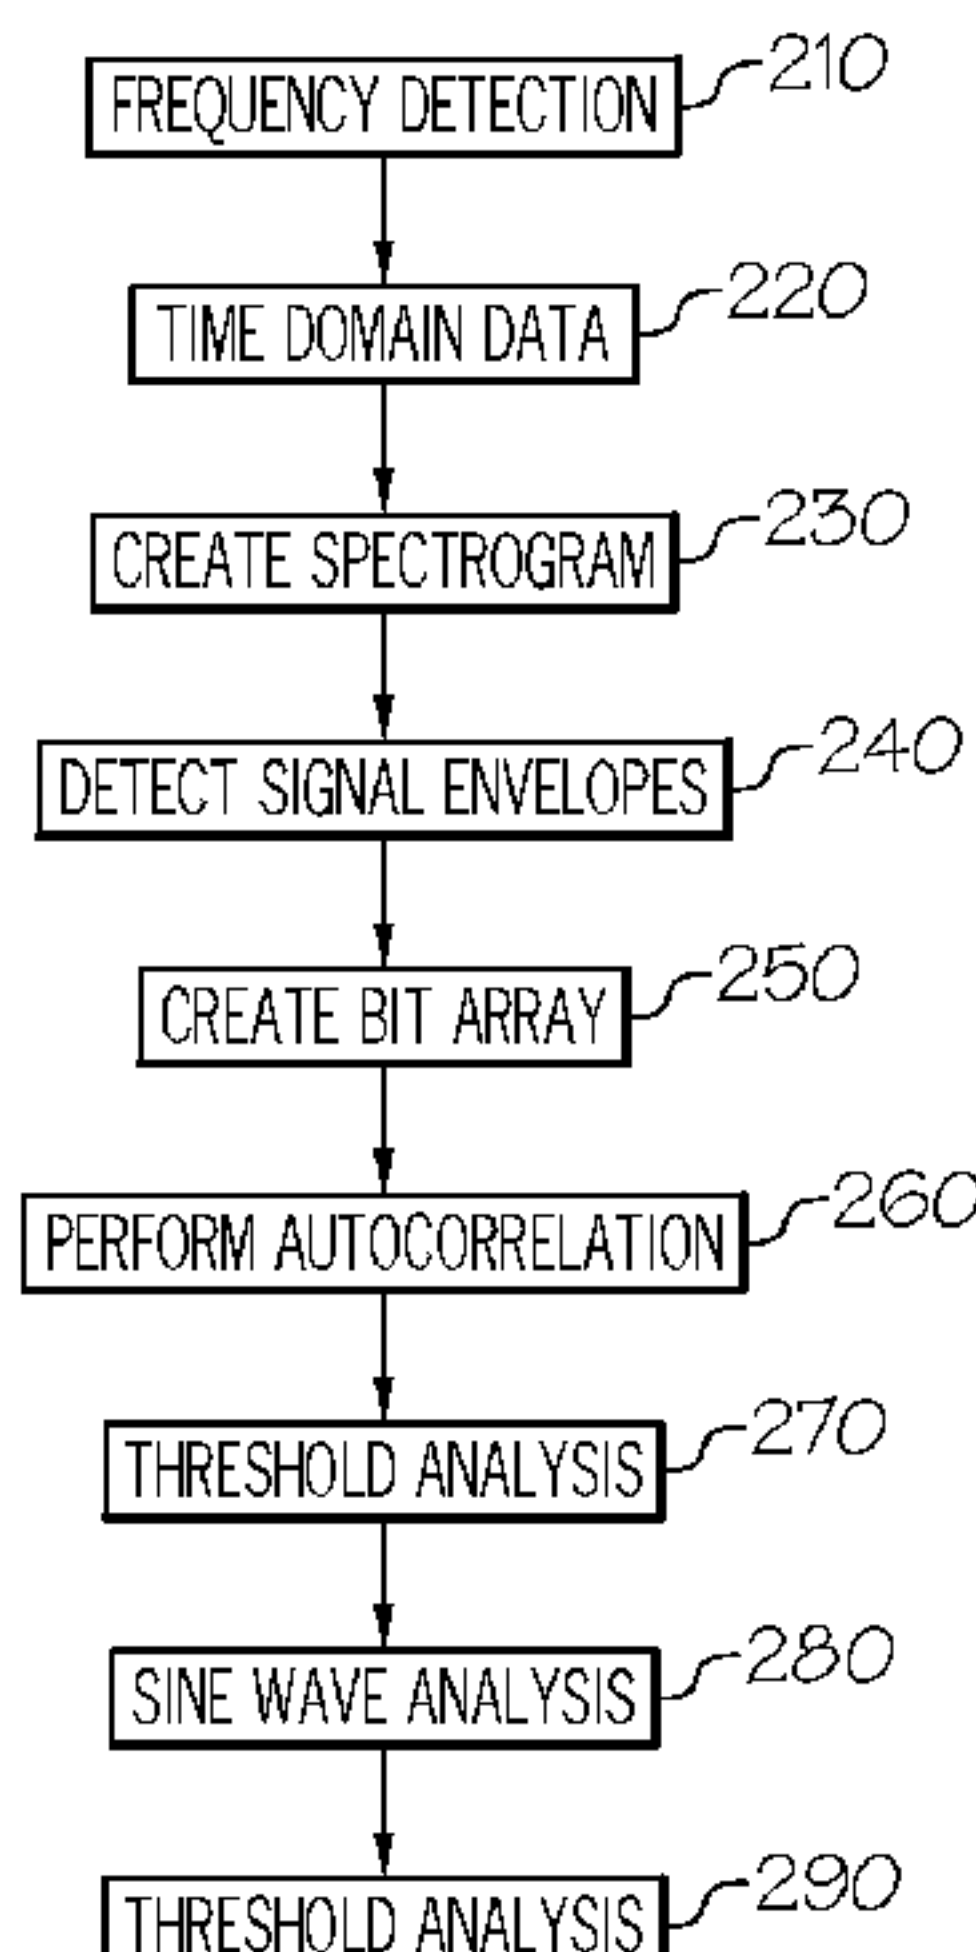 FREQUENCY DETECTION
210
TIME DOMAIN DATA
220
CREATE SPECTROGRAM
230
DETECT SIGNAL ENVELOPES
240
CREATE BIT ARRAY
250
PERFORM AUTOCORRELATION
260
THRESHOLD ANALYSIS
270
SINE WAVE ANALYSIS
280
THRESHOLD ANALYSIS
290